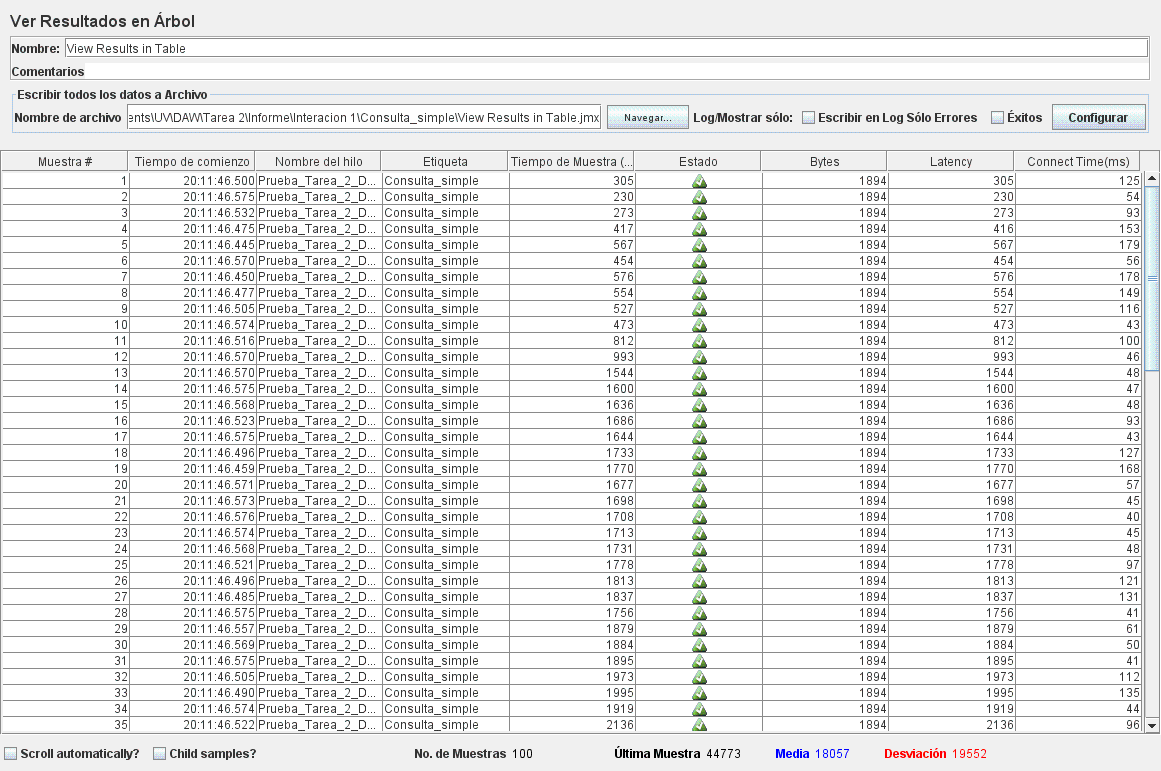 Ver Resultados en Árbol
Nombre: View Results in Table
Comentarios
Escribir todos los datos a Archivo
Nombre de archivo ents\UV\DAW\Tarea 2\Informe\Interacion 1\Consulta_simple\View Results in Table.jmx Navegar... Log/Mostrar sólo: Escribir en Log Sólo Errores Éxitos Configurar
Muestra # Tiempo de comienzo Nombre del hilo Etiqueta Tiempo de Muestra (... Estado Bytes Latency Connect Time(ms)
1 20:11:46.500 Prueba_Tarea_2_D... Consulta_simple 305 1894 305 125
2 20:11:46.575 Prueba_Tarea_2_D... Consulta_simple 230 1894 230 54
3 20:11:46.532 Prueba_Tarea_2_D... Consulta_simple 273 1894 273 93
4 20:11:46.475 Prueba_Tarea_2_D... Consulta_simple 417 1894 416 153
5 20:11:46.445 Prueba_Tarea_2_D... Consulta_simple 567 1894 567 179
6 20:11:46.570 Prueba_Tarea_2_D... Consulta_simple 454 1894 454 56
7 20:11:46.450 Prueba_Tarea_2_D... Consulta_simple 576 1894 576 178
8 20:11:46.477 Prueba_Tarea_2_D... Consulta_simple 554 1894 554 149
9 20:11:46.505 Prueba_Tarea_2_D... Consulta_simple 527 1894 527 116
10 20:11:46.574 Prueba_Tarea_2_D... Consulta_simple 473 1894 473 43
11 20:11:46.516 Prueba_Tarea_2_D... Consulta_simple 812 1894 812 100
12 20:11:46.570 Prueba_Tarea_2_D... Consulta_simple 993 1894 993 46
13 20:11:46.570 Prueba_Tarea_2_D... Consulta_simple 1544 1894 1544 48
14 20:11:46.575 Prueba_Tarea_2_D... Consulta_simple 1600 1894 1600 47
15 20:11:46.568 Prueba_Tarea_2_D... Consulta_simple 1636 1894 1636 48
16 20:11:46.523 Prueba_Tarea_2_D... Consulta_simple 1686 1894 1686 93
17 20:11:46.575 Prueba_Tarea_2_D... Consulta_simple 1644 1894 1644 43
18 20:11:46.496 Prueba_Tarea_2_D... Consulta_simple 1733 1894 1733 127
19 20:11:46.459 Prueba_Tarea_2_D... Consulta_simple 1770 1894 1770 168
20 20:11:46.571 Prueba_Tarea_2_D... Consulta_simple 1677 1894 1677 57
21 20:11:46.573 Prueba_Tarea_2_D... Consulta_simple 1698 1894 1698 45
22 20:11:46.576 Prueba_Tarea_2_D... Consulta_simple 1708 1894 1708 40
23 20:11:46.574 Prueba_Tarea_2_D... Consulta_simple 1713 1894 1713 45
24 20:11:46.568 Prueba_Tarea_2_D... Consulta_simple 1731 1894 1731 48
25 20:11:46.521 Prueba_Tarea_2_D... Consulta_simple 1778 1894 1778 97
26 20:11:46.496 Prueba_Tarea_2_D... Consulta_simple 1813 1894 1813 121
27 20:11:46.485 Prueba_Tarea_2_D... Consulta_simple 1837 1894 1837 131
28 20:11:46.575 Prueba_Tarea_2_D... Consulta_simple 1756 1894 1756 41
29 20:11:46.557 Prueba_Tarea_2_D... Consulta_simple 1879 1894 1879 61
30 20:11:46.569 Prueba_Tarea_2_D... Consulta_simple 1884 1894 1884 50
31 20:11:46.575 Prueba_Tarea_2_D... Consulta_simple 1895 1894 1895 41
32 20:11:46.505 Prueba_Tarea_2_D... Consulta_simple 1973 1894 1973 112
33 20:11:46.490 Prueba_Tarea_2_D... Consulta_simple 1995 1894 1995 135
34 20:11:46.574 Prueba_Tarea_2_D... Consulta_simple 1919 1894 1919 44
35 20:11:46.522 Prueba_Tarea_2_D... Consulta_simple 2136 1894 2136 96
Scroll automatically? Child samples? No. de Muestras 100 Última Muestra 44773 Media 18057 Desviación 19552